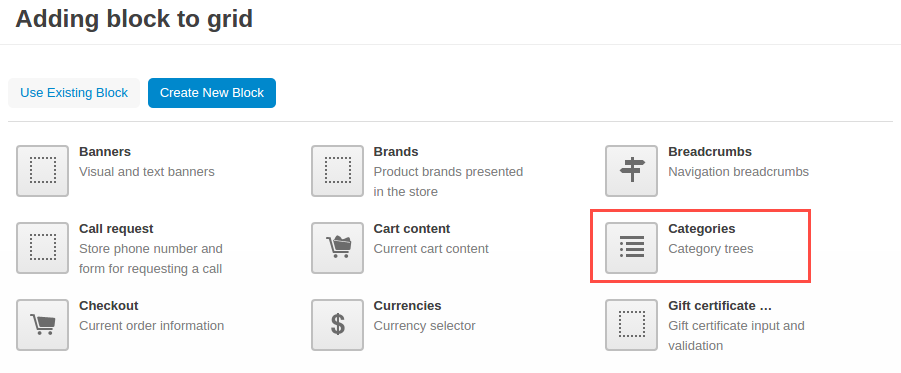 Adding block to grid
Use Existing Block
Create New Block
Banners
Visual and text banners
Brands
Product brands presented
in the store
Breadcrumbs
Navigation breadcrumbs
Call request
Store phone number and
form for requesting a call
Cart content
Current cart content
Categories
Category trees
Checkout
Current order information
Currencies
Currency selector
Gift certificate …
Gift certificate input and
validation